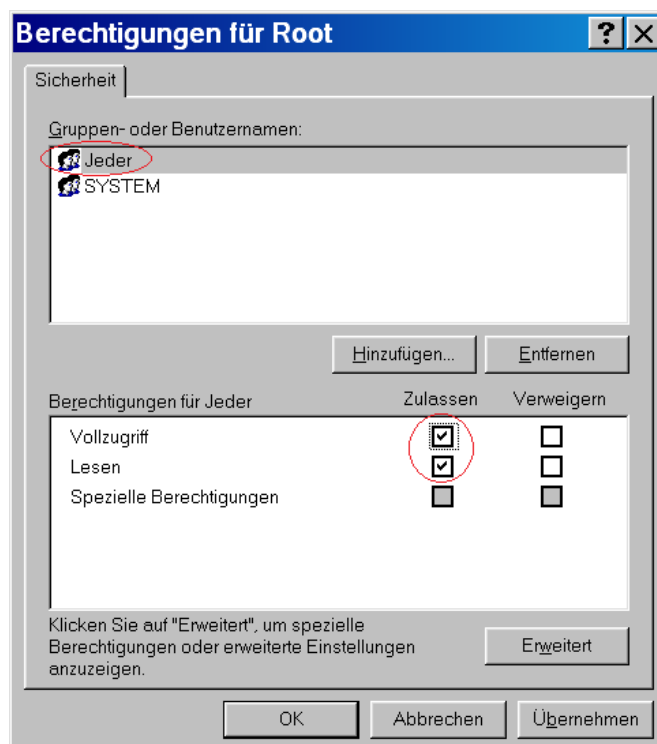 Berechtigungen für Root
Sicherheit
Gruppen- oder Benutzernamen:
Jeder
SYSTEM
Hinzufügen...
Entfernen
Berechtigungen für Jeder
Zulassen
Verweigern
Vollzugriff
Lesen
Spezielle Berechtigungen
Klicken Sie auf "Erweitert", um spezielle
Berechtigungen oder erweiterte Einstellungen
anzuzeigen.
Erweitert
OK
Abbrechen
Übernehmen